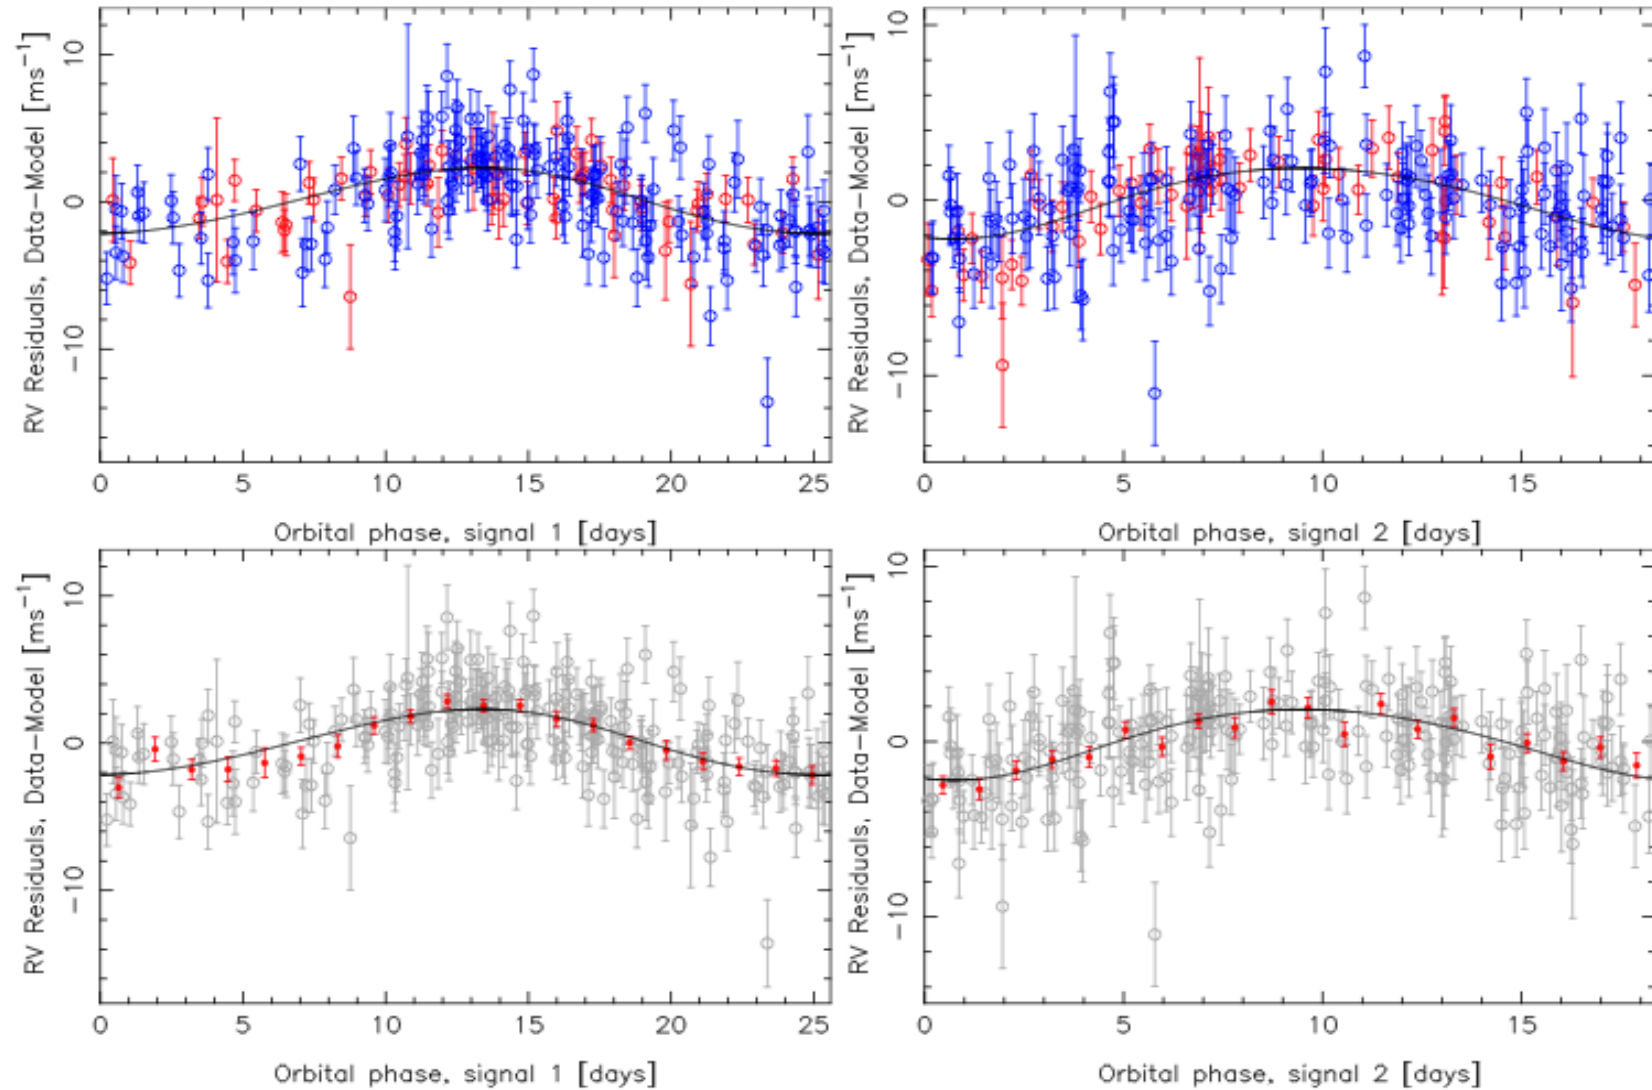 RV Residuals, Data−Model [ms⁻¹]
10
0
−10
0 5 10 15 20 25
Orbital phase, signal 1 [days]
RV Residuals, Data−Model [ms⁻¹]
10
0
−10
0 5 10 15
Orbital phase, signal 2 [days]
RV Residuals, Data−Model [ms⁻¹]
10
0
−10
0 5 10 15 20 25
Orbital phase, signal 1 [days]
RV Residuals, Data−Model [ms⁻¹]
10
0
−10
0 5 10 15
Orbital phase, signal 2 [days]